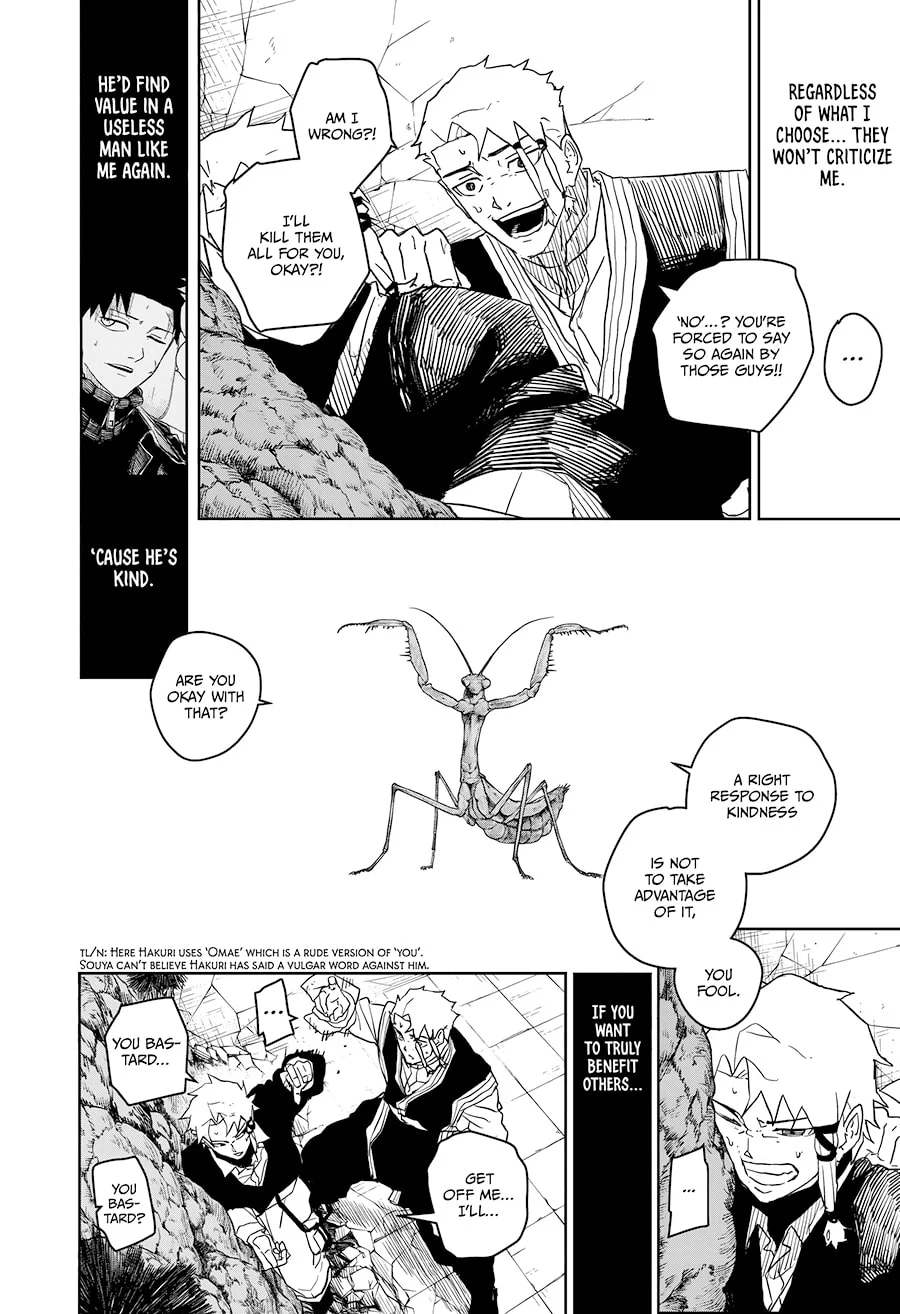 REGARDLESS
OF WHAT I
CHOOSE... THEY
WON'T CRITICIZE
ME.
...
'NO'...? YOU'RE
FORCED TO SAY
SO AGAIN BY
THOSE GUYS!!
AM I
WRONG?!
I'LL
KILL THEM
ALL FOR YOU,
OKAY?!
HE'D FIND
VALUE IN A
USELESS
MAN LIKE
ME AGAIN.
'CAUSE HE'S
KIND.
ARE YOU
OKAY WITH
THAT?
A RIGHT
RESPONSE TO
KINDNESS
IS NOT
TO TAKE
ADVANTAGE
OF IT,
YOU
FOOL.
...
IF YOU
WANT
TO TRULY
BENEFIT
OTHERS...
TL/N: HERE HAKURI USES 'OMAE' WHICH IS A RUDE VERSION OF 'YOU'.
SOUYA CAN'T BELIEVE HAKURI HAS SAID A VULGAR WORD AGAINST HIM.
GET
OFF ME...
I'LL...
...
YOU BAS-
TARD...
YOU
BAS-
TARD?